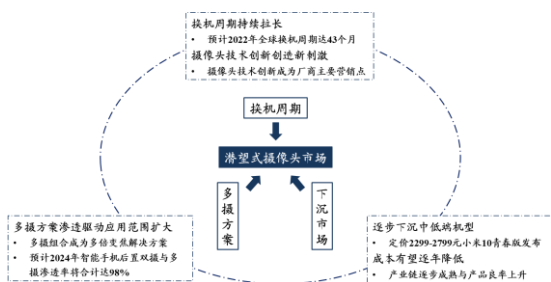 换机周期持续拉长
• 预计2022年全球换机周期达43个月
摄像头技术创新创造新刺激
• 摄像头技术创新成为厂商主要营销点
换机周期
潜望式摄像头市场
多摄方案
下沉市场
多摄方案渗透驱动应用范围扩大
• 多摄组合成为多倍变焦解决方案
• 预计2024年智能手机后置双摄与多
摄渗透率将合计达98%
逐步下沉中低端机型
• 定价2299-2799元小米10青春版发布
成本有望逐年降低
• 产业链逐步成熟与产品良率上升